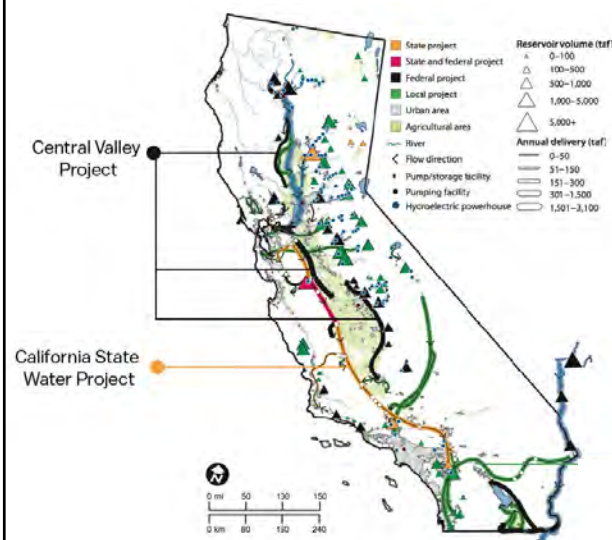 State project
State and federal project
Federal project
Local project
Urban area
Agricultural area
River
Flow direction
Pump/storage facility
Pumping facility
Hycroelectric powerhouse
Reservoir volume (taf)
0–100
100–500
500–1,000
1,000–5,000
5,000+
Annual delivery (taf)
0–50
51–150
151–300
301–1,500
1,501–3,100
Central Valley
Project
California State
Water Project
N
0 mi 50 130 150
0 km 80 190 240